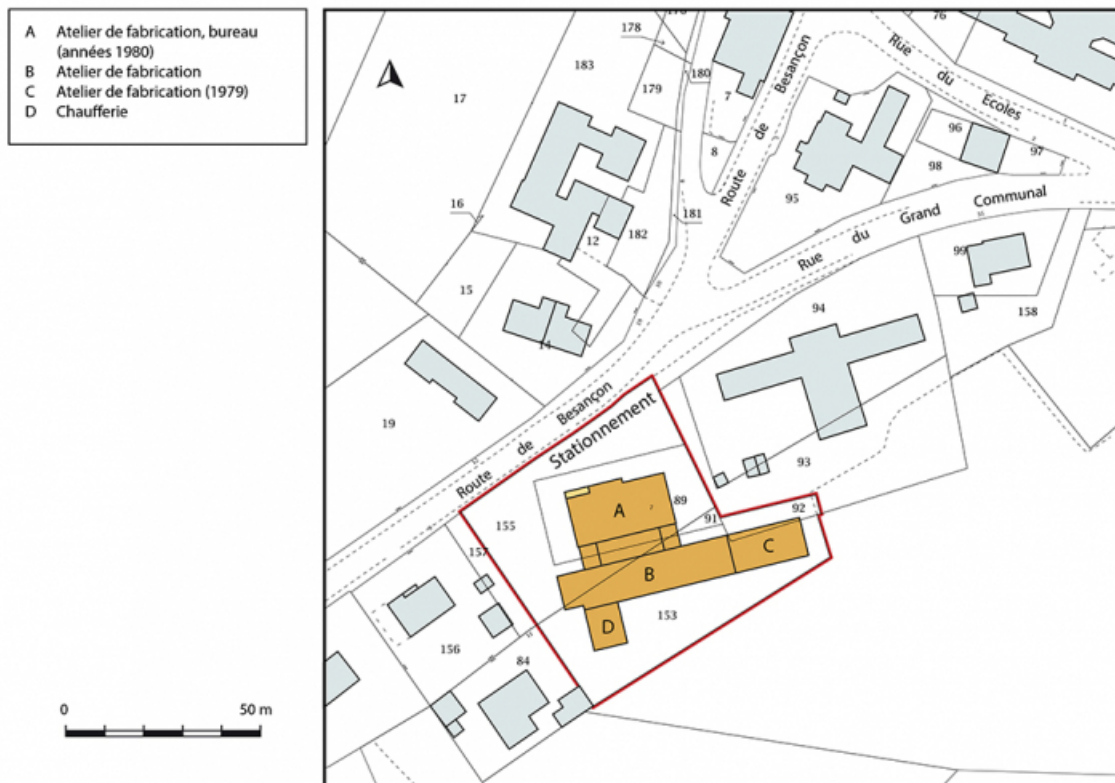 A Atelier de fabrication, bureau
(années 1980)
B Atelier de fabrication
C Atelier de fabrication (1979)
D Chaufferie
178
76
Rue du Ecoles
183
180
17
179
7
Route de Besançon
96
8
97
98
95
16
181
Rue du Grand Communal
12
182
99
15
94
158
14
19
Route de Besançon
Stationnement
93
A
89
155
91
92
157
C
B
D
153
156
84
0 50 m